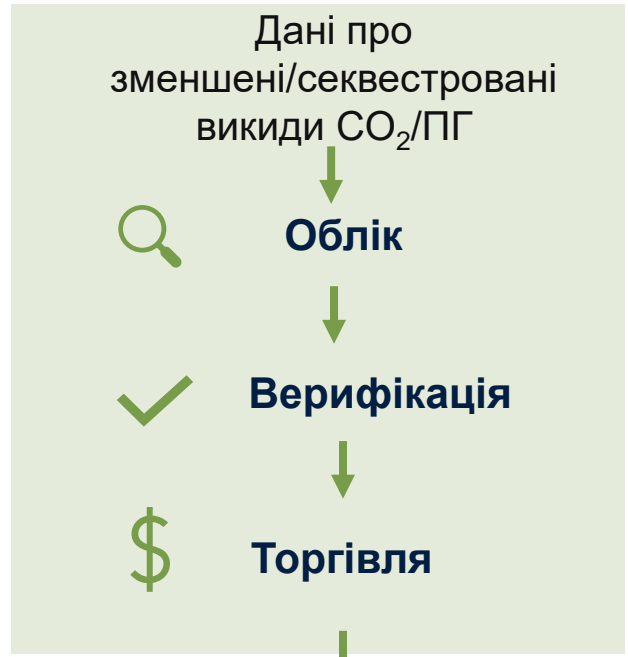 Дані про
зменшені/секвестровані
викиди CO₂/ПГ
Облік
Верифікація
Торгівля